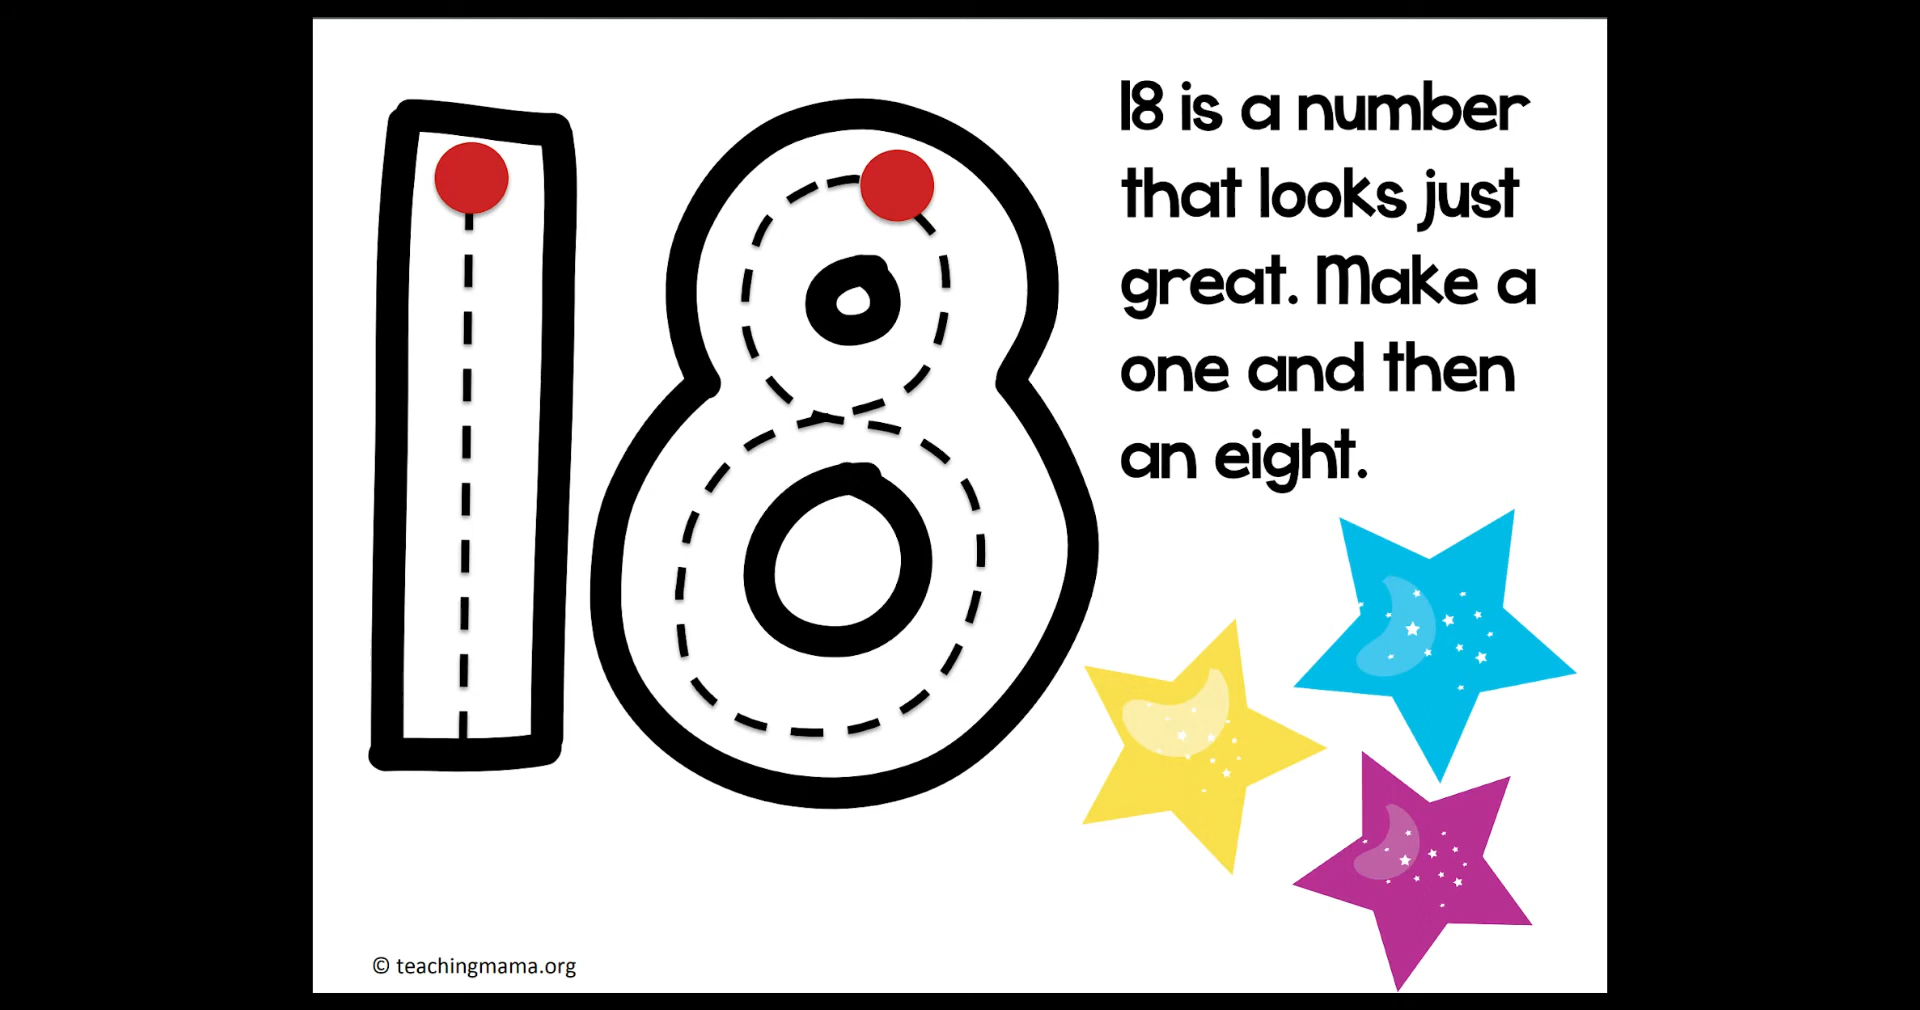 18
18 is a number
that looks just
great. Make a
one and then
an eight.
© teachingmama.org